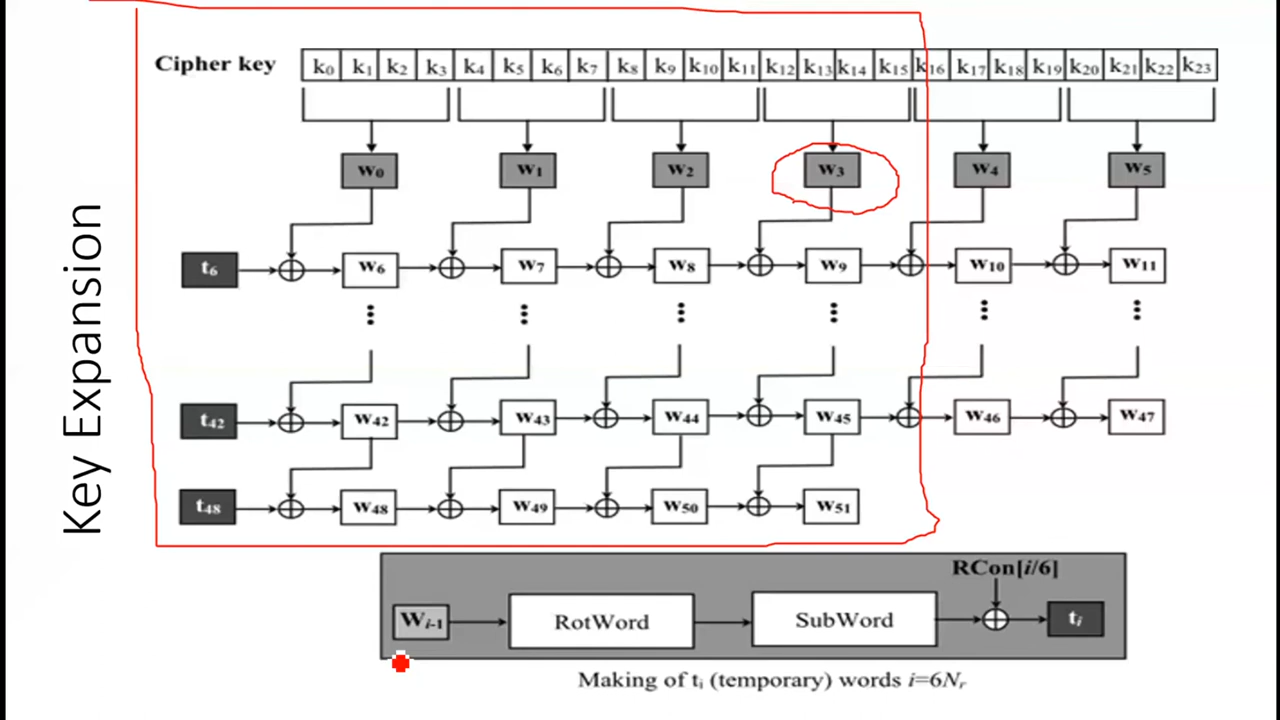 Key Expansion
Cipher key k₀ k₁ k₂ k₃ k₄ k₅ k₆ k₇ k₈ k₉ k₁₀ k₁₁ k₁₂ k₁₃ k₁₄ k₁₅ k₁₆ k₁₇ k₁₈ k₁₉ k₂₀ k₂₁ k₂₂ k₂₃
w₀ w₁ w₂ w₃ w₄ w₅
t₆ w₆ w₇ w₈ w₉ w₁₀ w₁₁
t₄₂ w₄₂ w₄₃ w₄₄ w₄₅ w₄₆ w₄₇
t₄₈ w₄₈ w₄₉ w₅₀ w₅₁
RCon[i/6]
Wᵢ₋₁ RotWord SubWord tᵢ
Making of tᵢ (temporary) words i=6Nᵣ